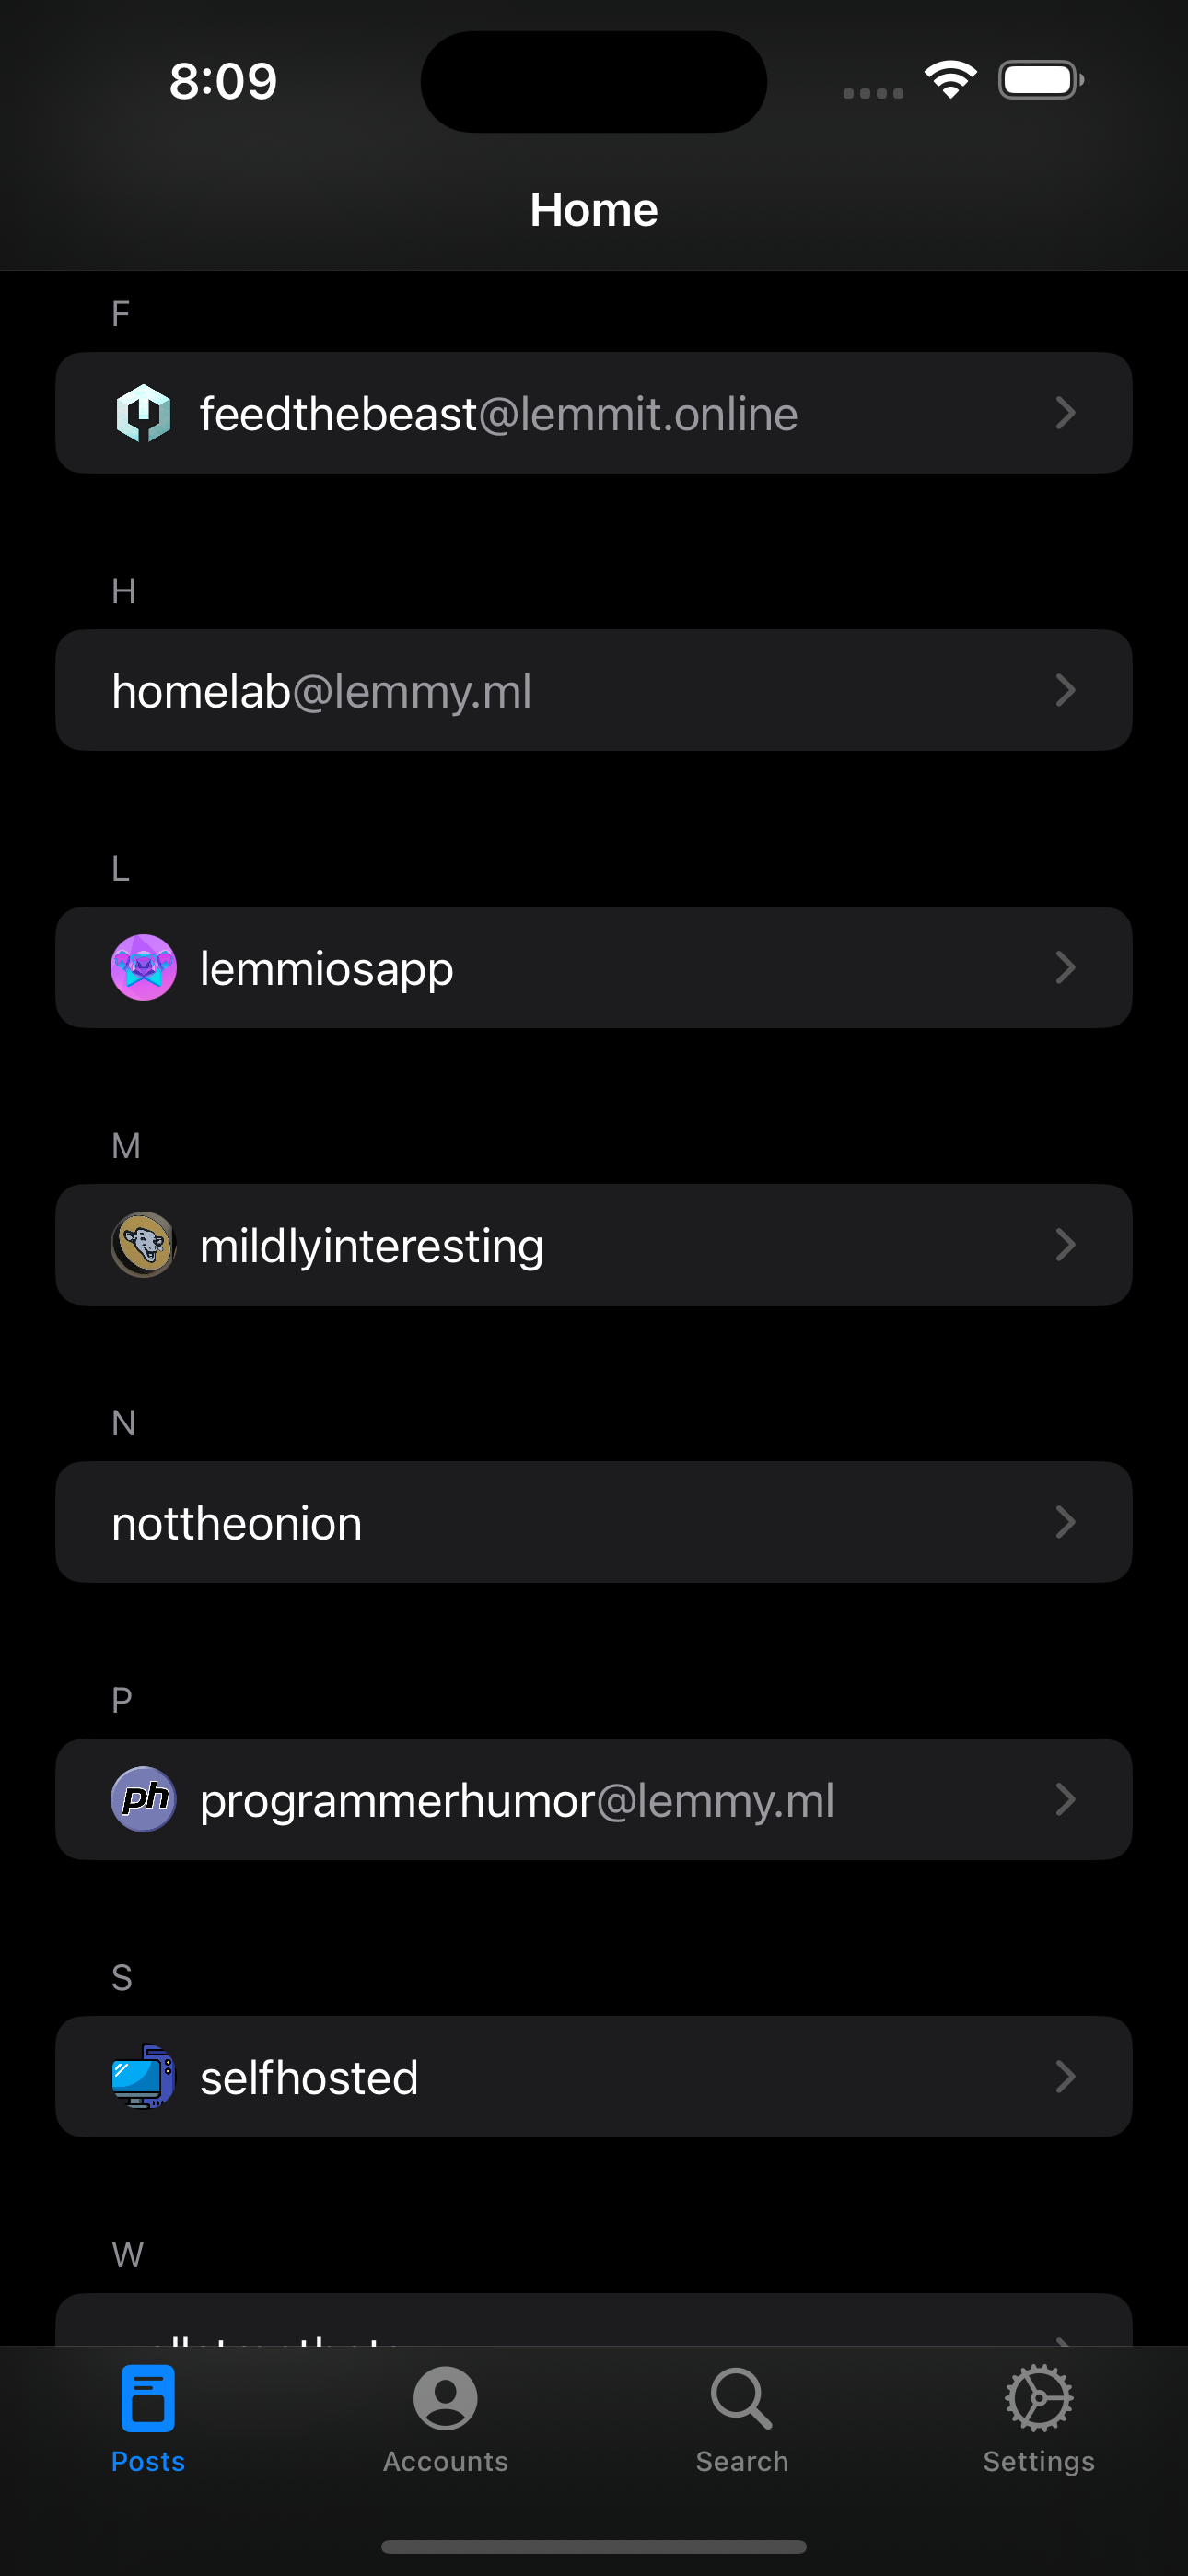 8:09
Home
F
feedthebeast@lemmit.online
H
homelab@lemmy.ml
L
lemmiosapp
M
mildlyinteresting
N
nottheonion
P
ph programmerhumor@lemmy.ml
S
selfhosted
W
Posts Accounts Search Settings